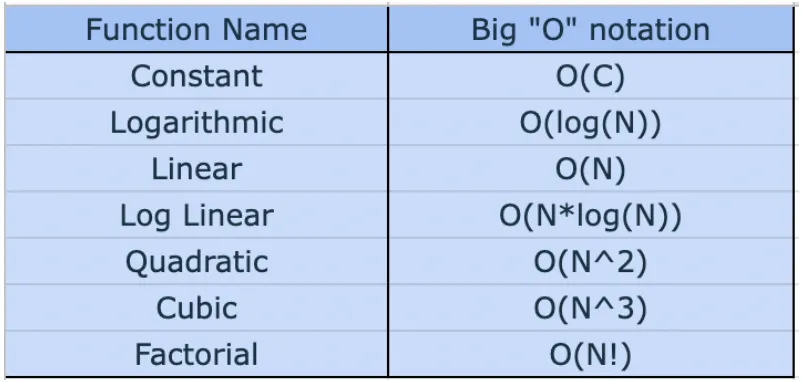 Function Name Big "O" notation
Constant O(C)
Logarithmic O(log(N))
Linear O(N)
Log Linear O(N*log(N))
Quadratic O(N^2)
Cubic O(N^3)
Factorial O(N!)